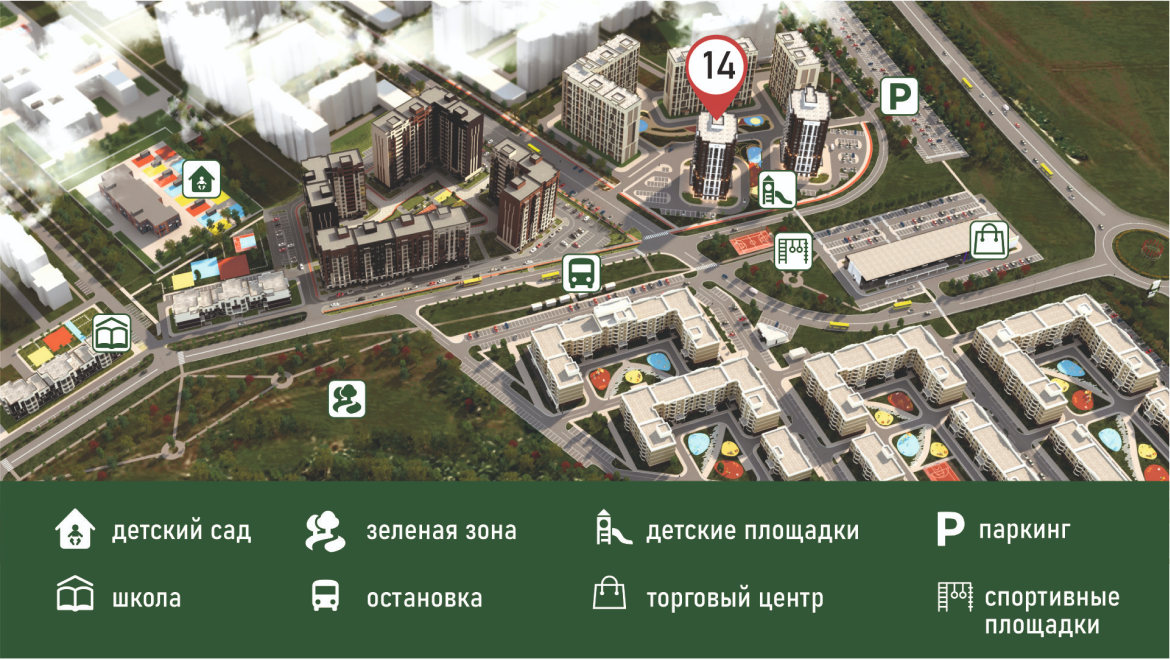 14
P
детский сад
зеленая зона
детские площадки
P паркинг
школа
остановка
торговый центр
спортивные
площадки